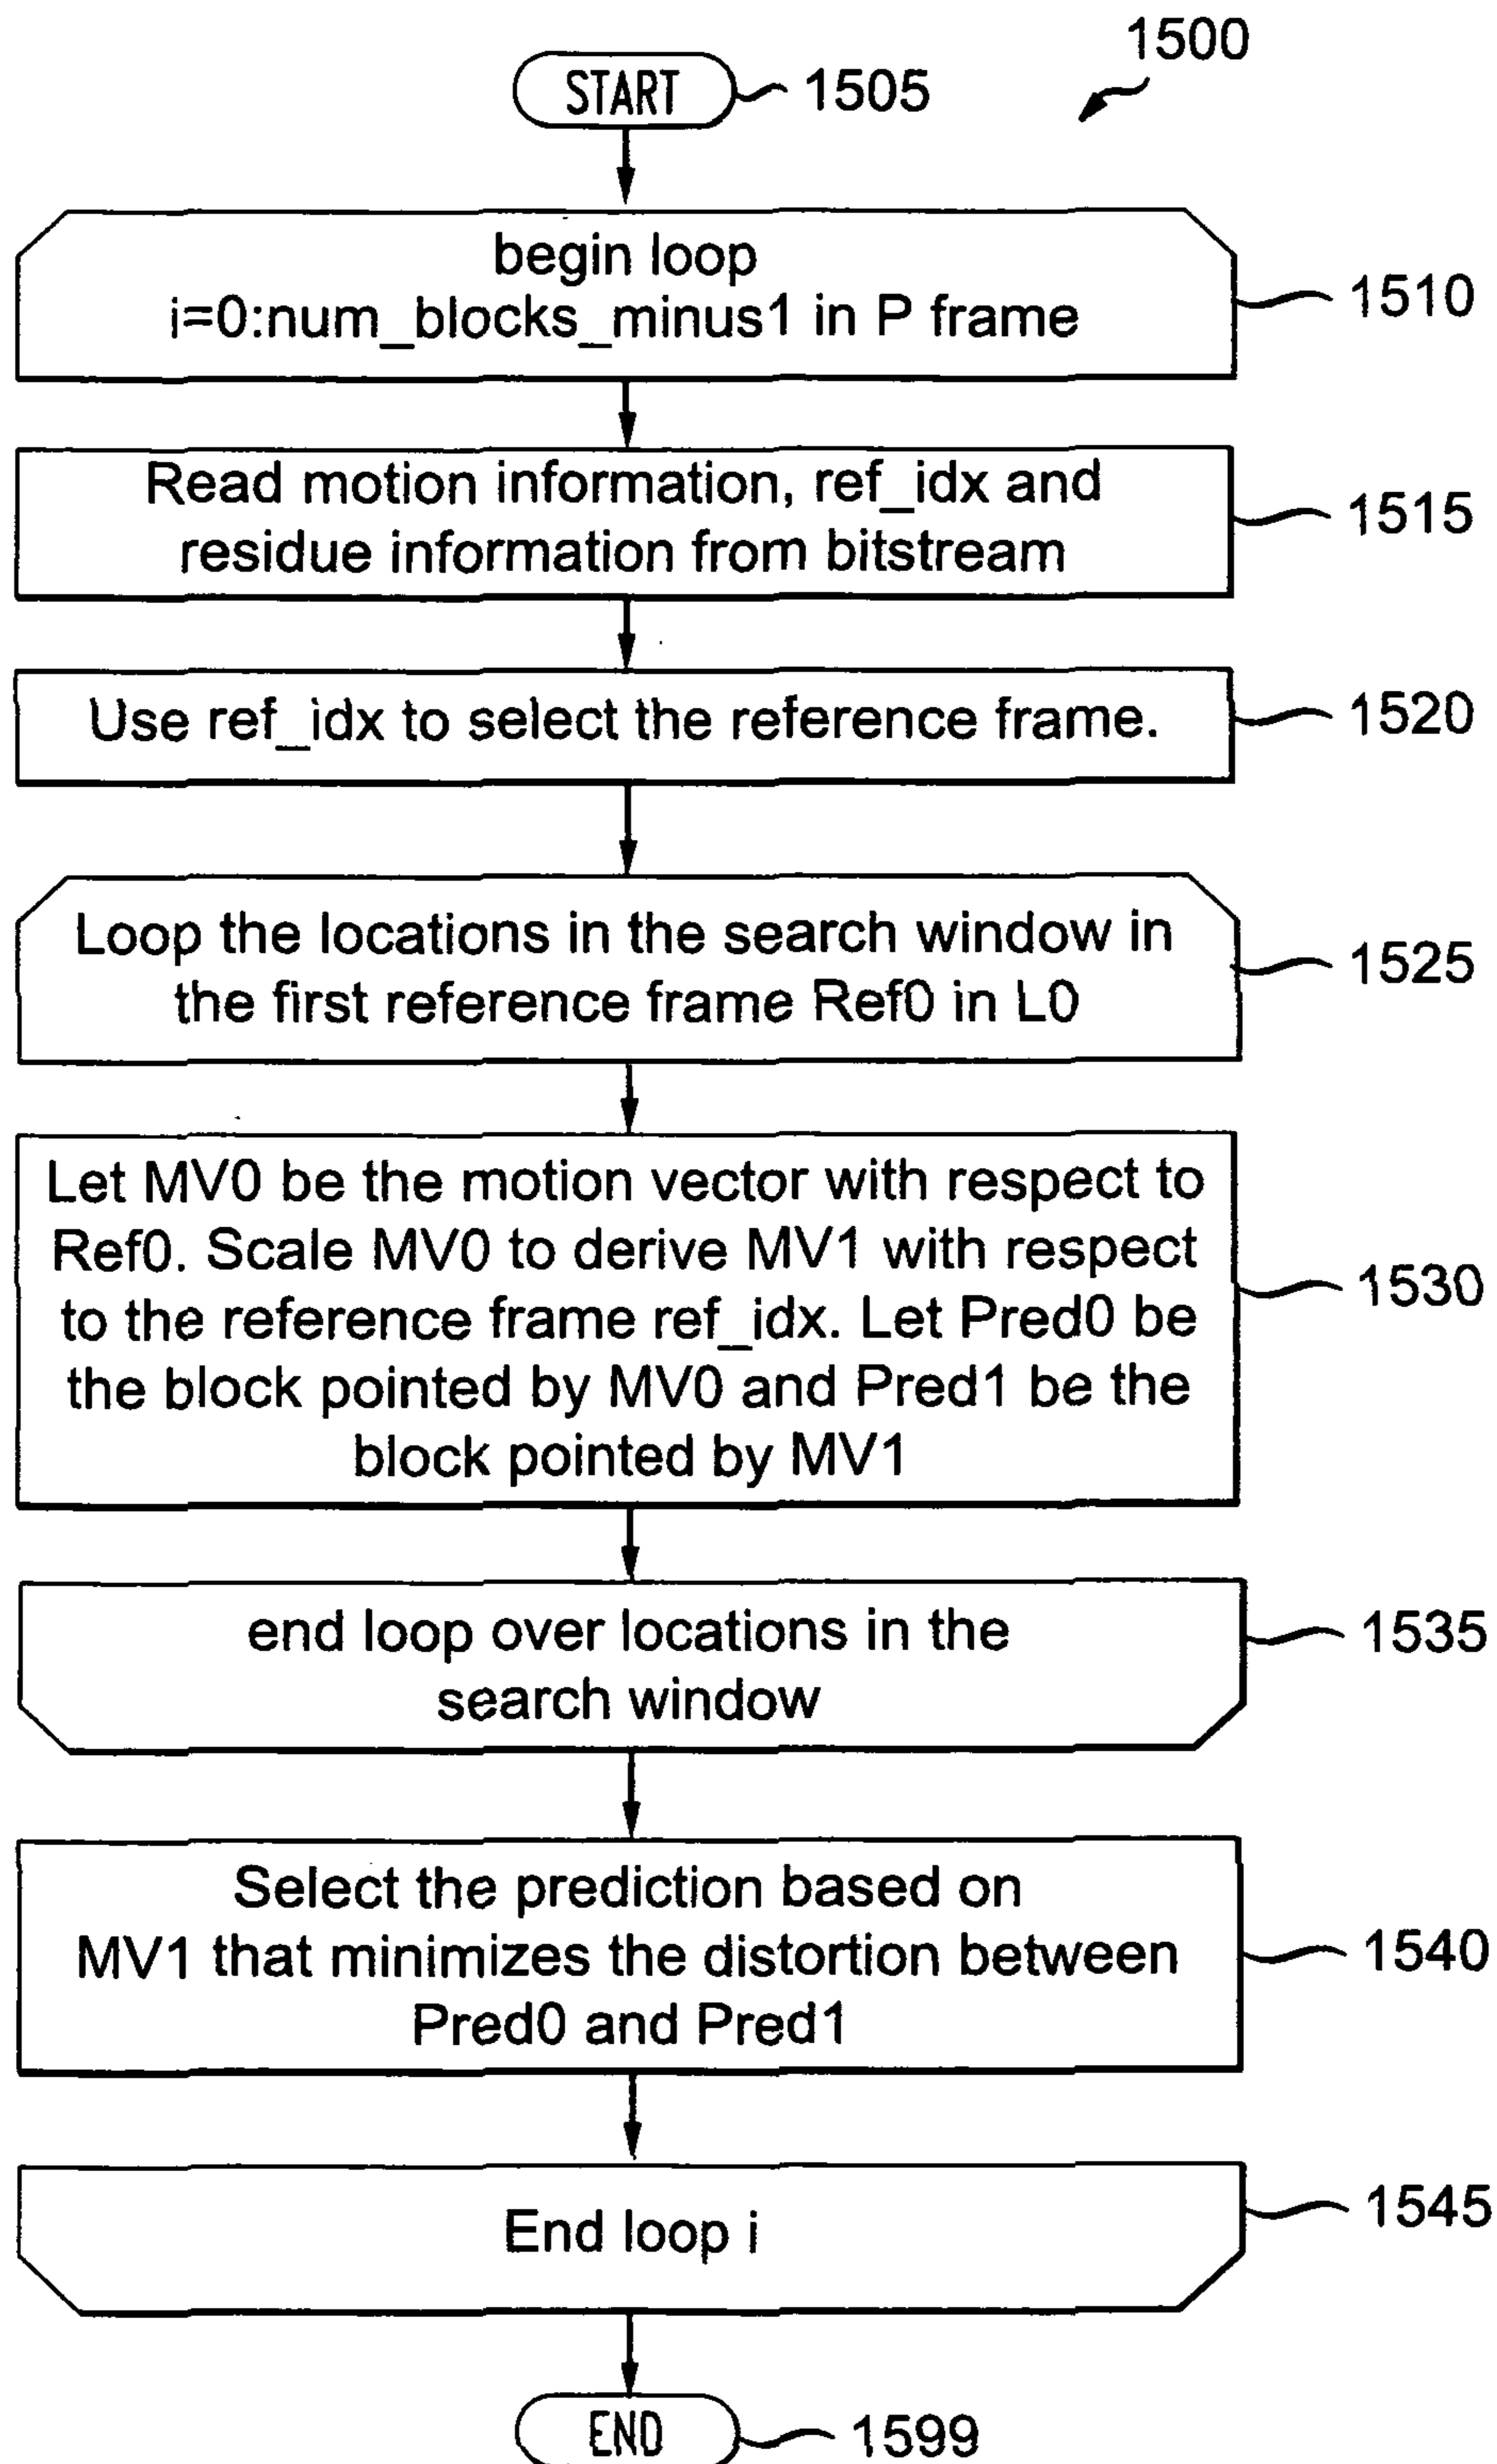 1500
START
1505
begin loop
i=0:num_blocks_minus1 in P frame
1510
Read motion information, ref_idx and
residue information from bitstream
1515
Use ref_idx to select the reference frame.
1520
Loop the locations in the search window in
the first reference frame Ref0 in L0
1525
Let MV0 be the motion vector with respect to
Ref0. Scale MV0 to derive MV1 with respect
to the reference frame ref_idx. Let Pred0 be
the block pointed by MV0 and Pred1 be the
block pointed by MV1
1530
end loop over locations in the
search window
1535
Select the prediction based on
MV1 that minimizes the distortion between
Pred0 and Pred1
1540
End loop i
1545
END
1599